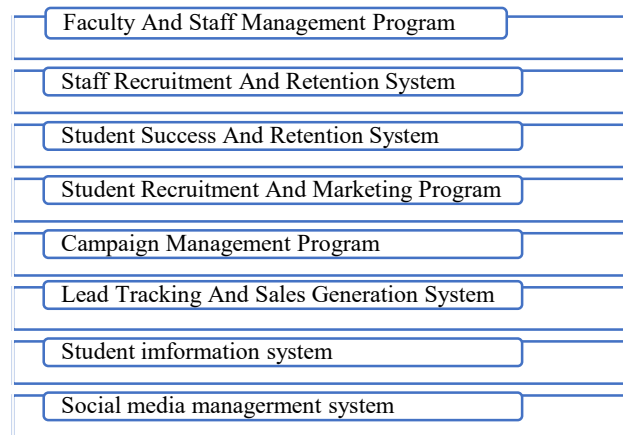 Faculty And Staff Management Program
Staff Recruitment And Retention System
Student Success And Retention System
Student Recruitment And Marketing Program
Campaign Management Program
Lead Tracking And Sales Generation System
Student imformation system
Social media managerment system